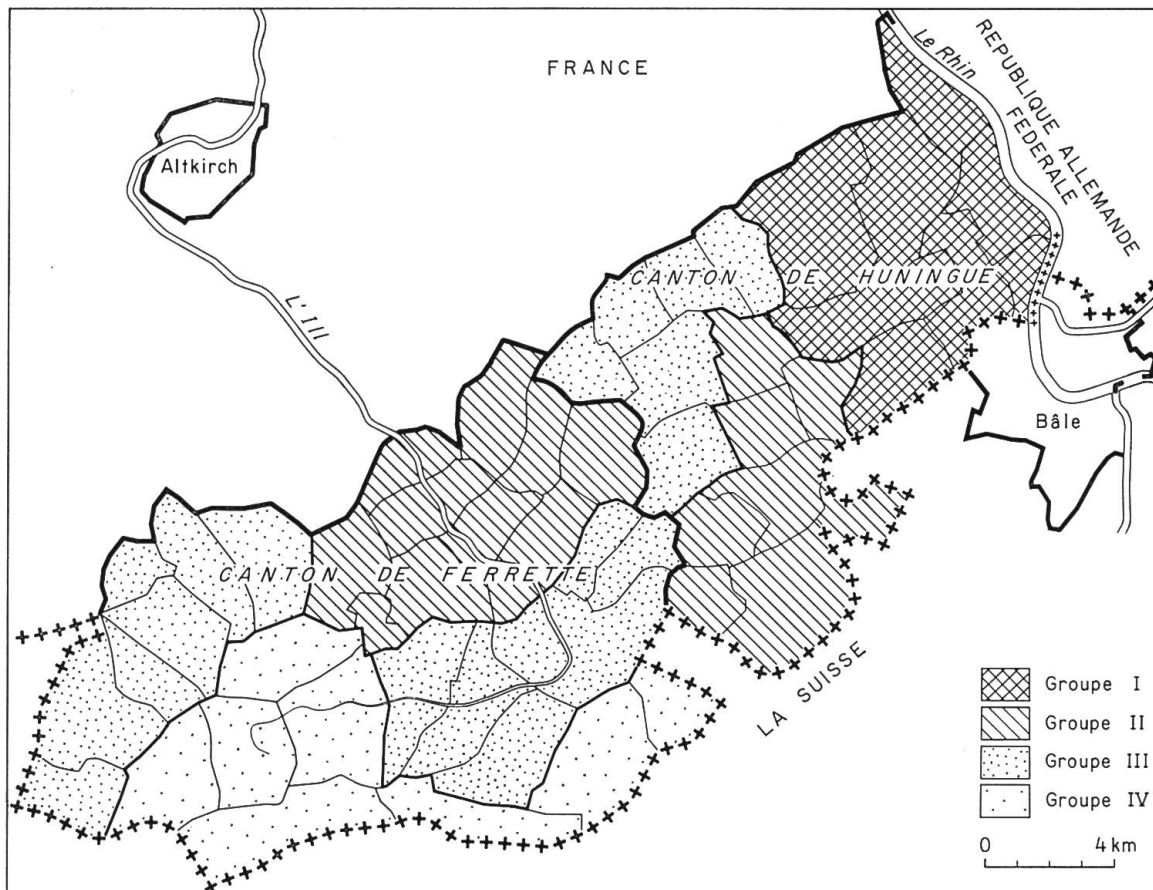 FRANCE
Le Rhin
REPUBLIQUE ALLEMANDE
FEDERALE
Altkirch
L'Ill
CANTON DE HUNINGUE
Bâle
CANTON DE FERRETTE
LA SUISSE
Groupe I
Groupe II
Groupe III
Groupe IV
0 4 km